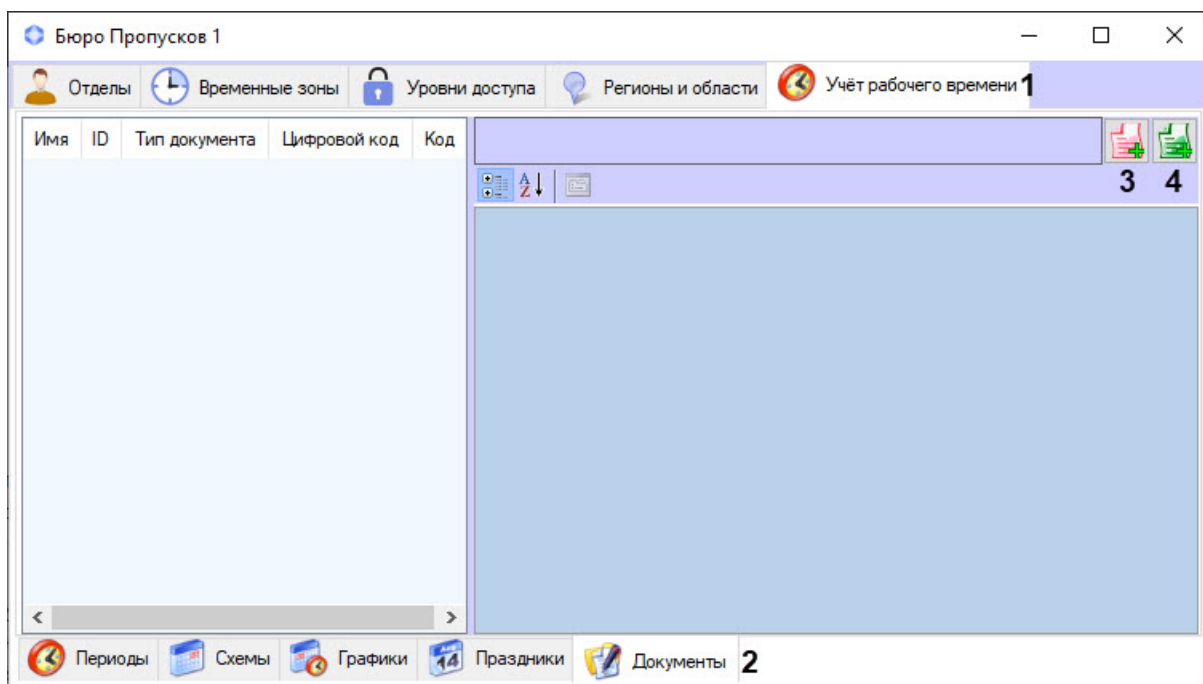 Бюро Пропусков 1
Отделы Временные зоны Уровни доступа Регионы и области Учёт рабочего времени 1
Имя ID Тип документа Цифровой код Код
3 4
Периоды Схемы Графики Праздники Документы 2